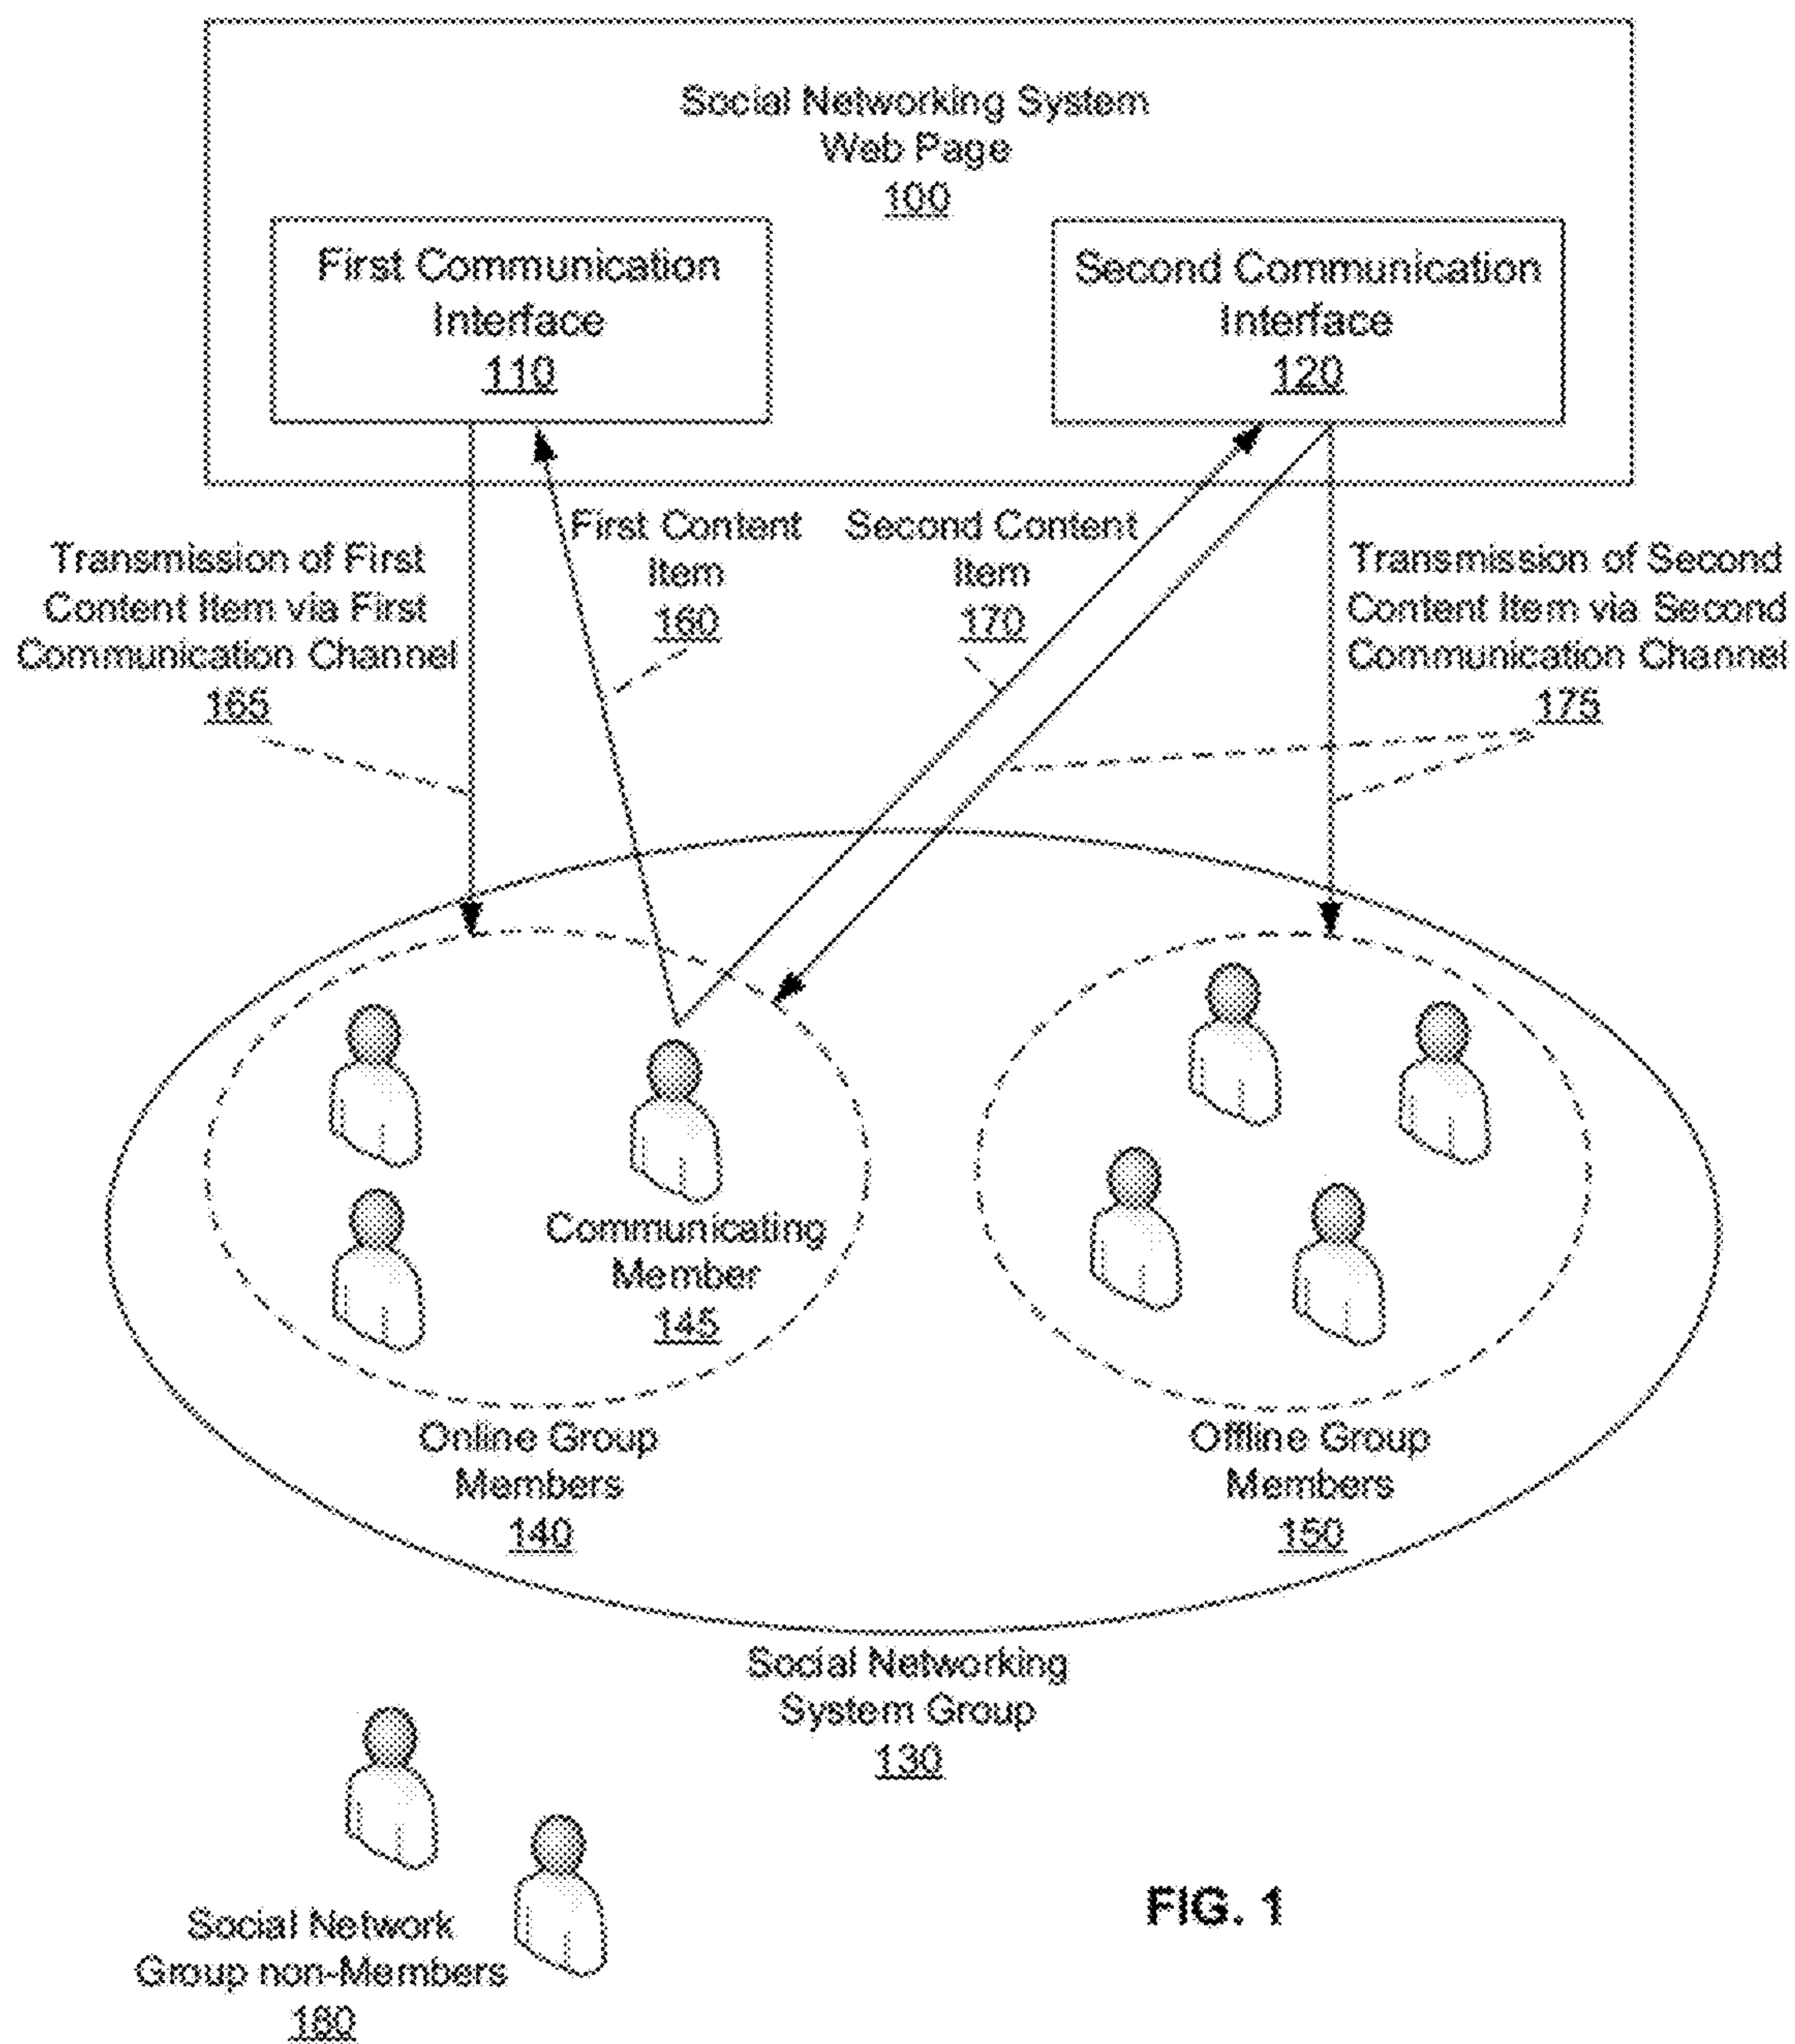 Social Networking System
Web Page
100
First Communication
Interface
110
Second Communication
Interface
120
First Content
Item
160
Second Content
Item
170
Transmission of First
Content Item via First
Communication Channel
165
Transmission of Second
Content Item via Second
Communication Channel
175
Communicating
Member
145
Online Group
Members
140
Offline Group
Members
150
Social Networking
System Group
130
Social Network
Group non-Members
180
FIG. 1